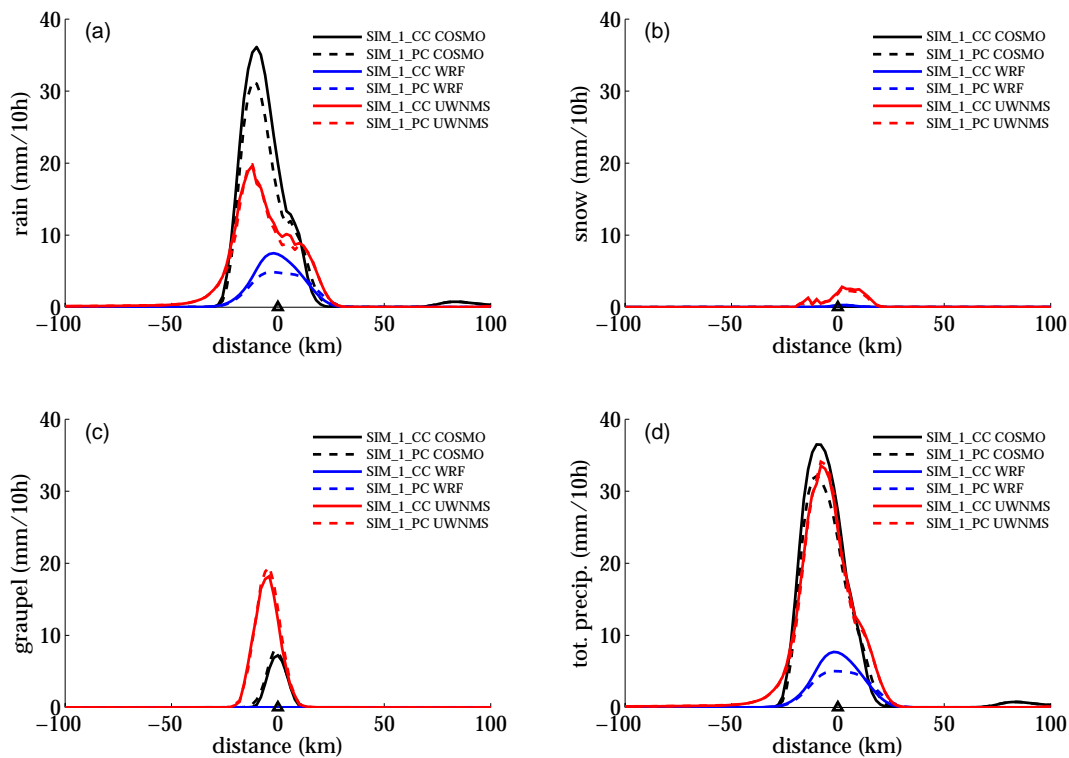 (a)
40
30
20
10
0
rain (mm/10h)
SIM_1_CC COSMO
SIM_1_PC COSMO
SIM_1_CC WRF
SIM_1_PC WRF
SIM_1_CC UWNMS
SIM_1_PC UWNMS
−100 −50 0 50 100
distance (km)
(b)
40
30
20
10
0
snow (mm/10h)
SIM_1_CC COSMO
SIM_1_PC COSMO
SIM_1_CC WRF
SIM_1_PC WRF
SIM_1_CC UWNMS
SIM_1_PC UWNMS
−100 −50 0 50 100
distance (km)
(c)
40
30
20
10
0
graupel (mm/10h)
SIM_1_CC COSMO
SIM_1_PC COSMO
SIM_1_CC WRF
SIM_1_PC WRF
SIM_1_CC UWNMS
SIM_1_PC UWNMS
−100 −50 0 50 100
distance (km)
(d)
40
30
20
10
0
tot. precip. (mm/10h)
SIM_1_CC COSMO
SIM_1_PC COSMO
SIM_1_CC WRF
SIM_1_PC WRF
SIM_1_CC UWNMS
SIM_1_PC UWNMS
−100 −50 0 50 100
distance (km)